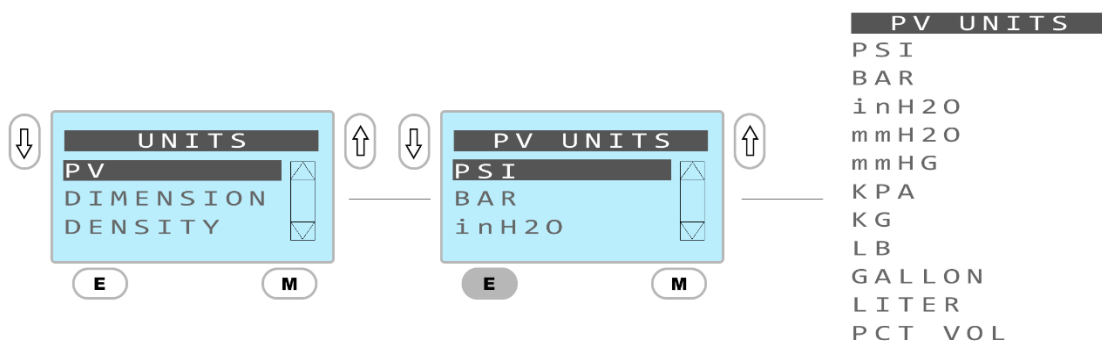 UNITS
PV
DIMENSION
DENSITY
E
M
PV UNITS
PSI
BAR
inH2O
E
M
PV UNITS
PSI
BAR
inH2O
mmH2O
mmHG
KPA
KG
LB
GALLON
LITER
PCT VOL